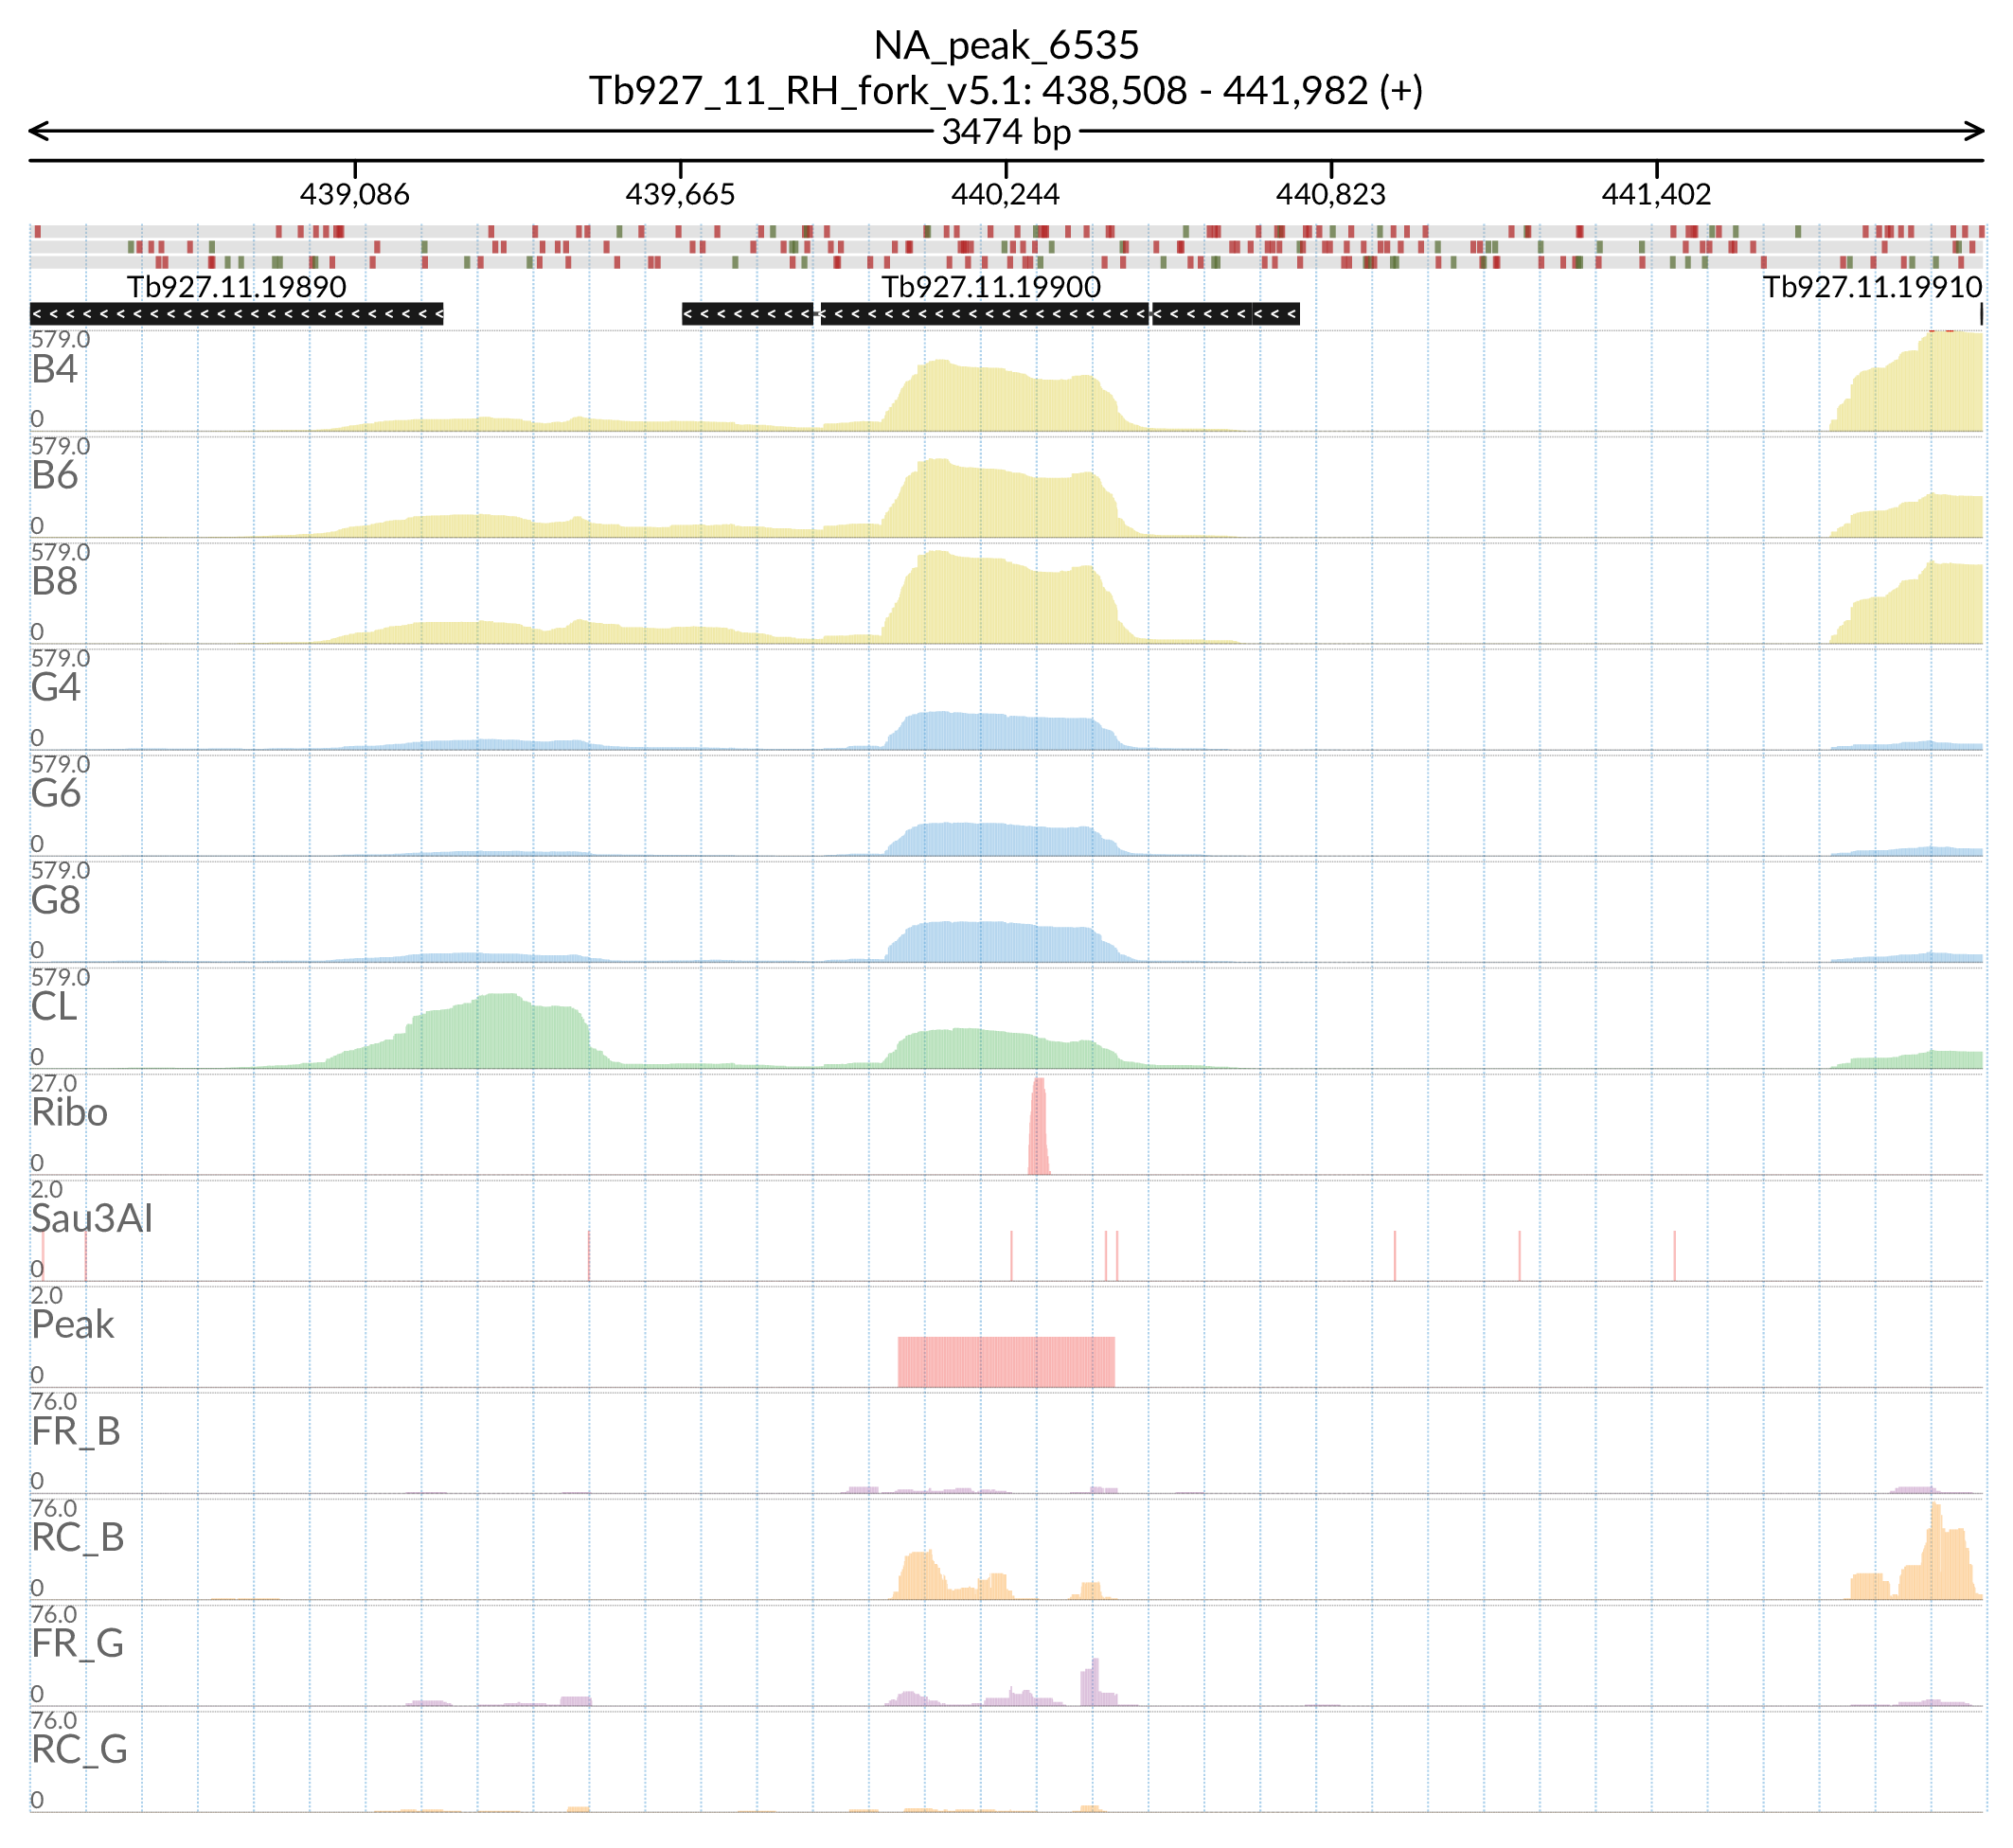 NA_peak_6535
Tb927_11_RH_fork_v5.1: 438,508 - 441,982 (+)
3474 bp
439,086 439,665 440,244 440,823 441,402
Tb927.11.19890 Tb927.11.19900 Tb927.11.19910
579.0
B4
0
579.0
B6
0
579.0
B8
0
579.0
G4
0
579.0
G6
0
579.0
G8
0
579.0
CL
0
27.0
Ribo
0
2.0
Sau3AI
0
2.0
Peak
0
76.0
FR_B
0
76.0
RC_B
0
76.0
FR_G
0
76.0
RC_G
0